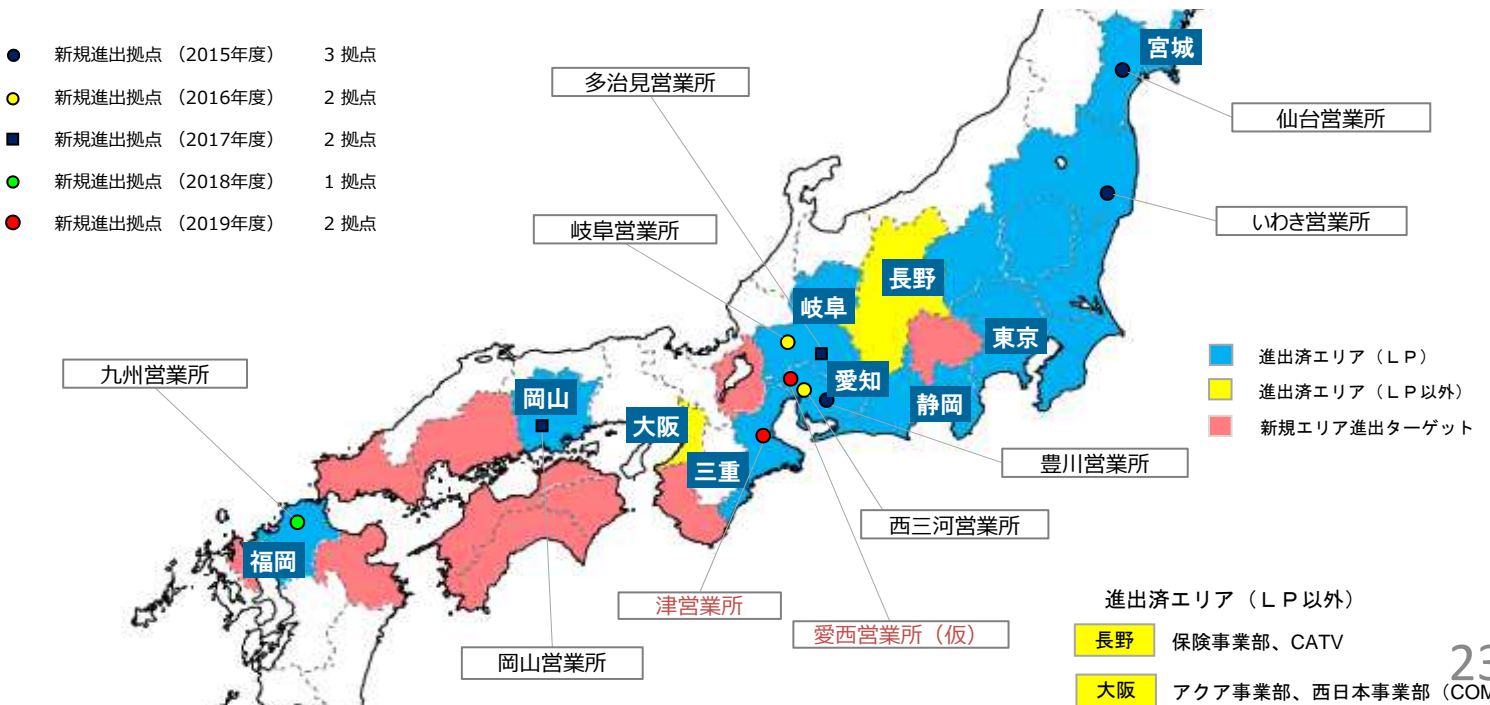 新規進出拠点 （2015年度） 3 拠点
新規進出拠点 （2016年度） 2 拠点
新規進出拠点 （2017年度） 2 拠点
新規進出拠点 （2018年度） 1 拠点
新規進出拠点 （2019年度） 2 拠点
宮城
多治見営業所
仙台営業所
いわき営業所
岐阜営業所
長野
岐阜
東京
九州営業所
愛知
岡山
静岡
大阪
三重
進出済エリア（ＬＰ）
進出済エリア（ＬＰ以外）
新規エリア進出ターゲット
豊川営業所
西三河営業所
福岡
津営業所
愛西営業所（仮）
岡山営業所
進出済エリア（ＬＰ以外）
長野 保険事業部、CATV
大阪 アクア事業部、西日本事業部（COM
23